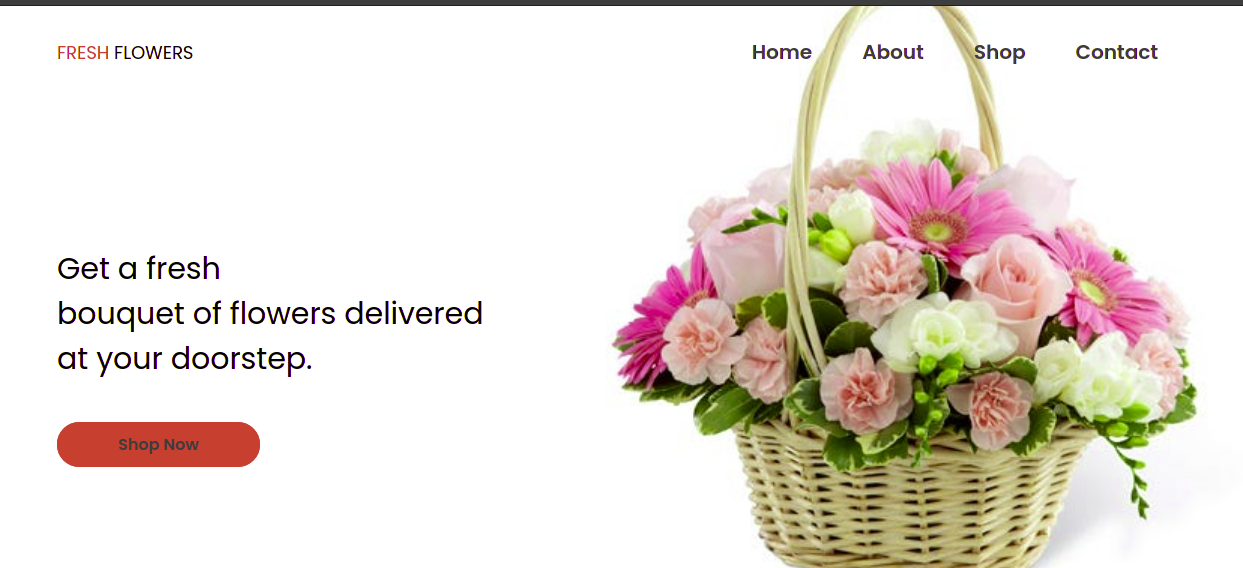 FRESH FLOWERS
Home About Shop Contact
Get a fresh
bouquet of flowers delivered
at your doorstep.
Shop Now